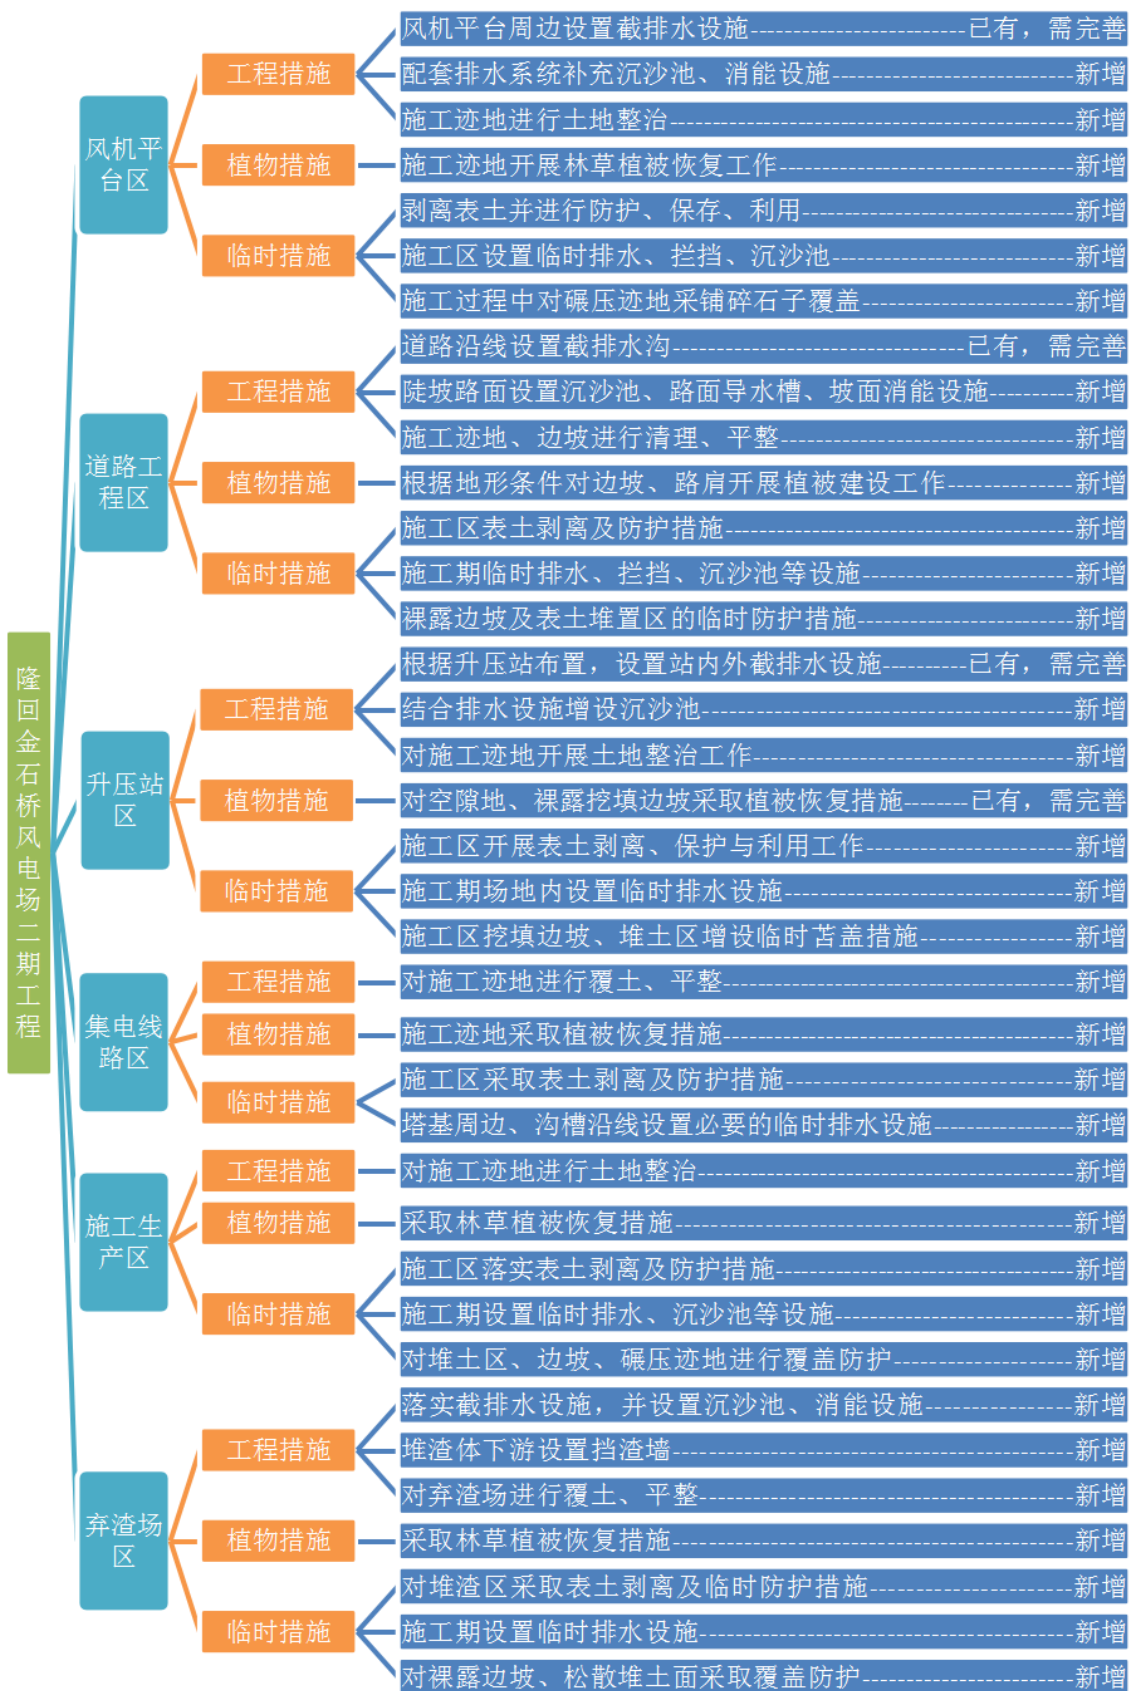 隆回金石桥风电场二期工程
风机平
台区
工程措施
风机平台周边设置截排水设施-------------------------已有，需完善
配套排水系统补充沉沙池、消能设施----------------------------新增
施工迹地进行土地整治-----------------------------------------------新增
植物措施
施工迹地开展林草植被恢复工作----------------------------------新增
临时措施
剥离表土并进行防护、保存、利用-------------------------------新增
施工区设置临时排水、拦挡、沉沙池----------------------------新增
施工过程中对碾压迹地采铺碎石子覆盖------------------------新增
道路工
程区
工程措施
道路沿线设置截排水沟----------------------------------已有，需完善
陡坡路面设置沉沙池、路面导水槽、坡面消能设施----------新增
施工迹地、边坡进行清理、平整----------------------------------新增
植物措施
根据地形条件对边坡、路肩开展植被建设工作---------------新增
临时措施
施工区表土剥离及防护措施----------------------------------------新增
施工期临时排水、拦挡、沉沙池等设施------------------------新增
裸露边坡及表土堆置区的临时防护措施-------------------------新增
升压站
区
工程措施
根据升压站布置，设置站内外截排水设施----------已有，需完善
结合排水设施增设沉沙池-------------------------------------------新增
对施工迹地开展土地整治工作-------------------------------------新增
植物措施
对空隙地、裸露挖填边坡采取植被恢复措施--------已有，需完善
临时措施
施工区开展表土剥离、保护与利用工作------------------------新增
施工期场地内设置临时排水设施----------------------------------新增
施工区挖填边坡、堆土区增设临时苫盖措施------------------新增
集电线
路区
工程措施
对施工迹地进行覆土、平整-----------------------------------------新增
植物措施
施工迹地采取植被恢复措施-----------------------------------------新增
临时措施
施工区采取表土剥离及防护措施----------------------------------新增
塔基周边、沟槽沿线设置必要的临时排水设施----------------新增
施工生
产区
工程措施
对施工迹地进行土地整治--------------------------------------------新增
植物措施
采取林草植被恢复措施-----------------------------------------------新增
临时措施
施工区落实表土剥离及防护措施-----------------------------------新增
施工期设置临时排水、沉沙池等设施----------------------------新增
对堆土区、边坡、碾压迹地进行覆盖防护---------------------新增
弃渣场
区
工程措施
落实截排水设施，并设置沉沙池、消能设施-----------------新增
堆渣体下游设置挡渣墙-----------------------------------------------新增
对弃渣场进行覆土、平整--------------------------------------------新增
植物措施
采取林草植被恢复措施-----------------------------------------------新增
临时措施
对堆渣区采取表土剥离及临时防护措施------------------------新增
施工期设置临时排水设施--------------------------------------------新增
对裸露边坡、松散堆土面采取覆盖防护-------------------------新增